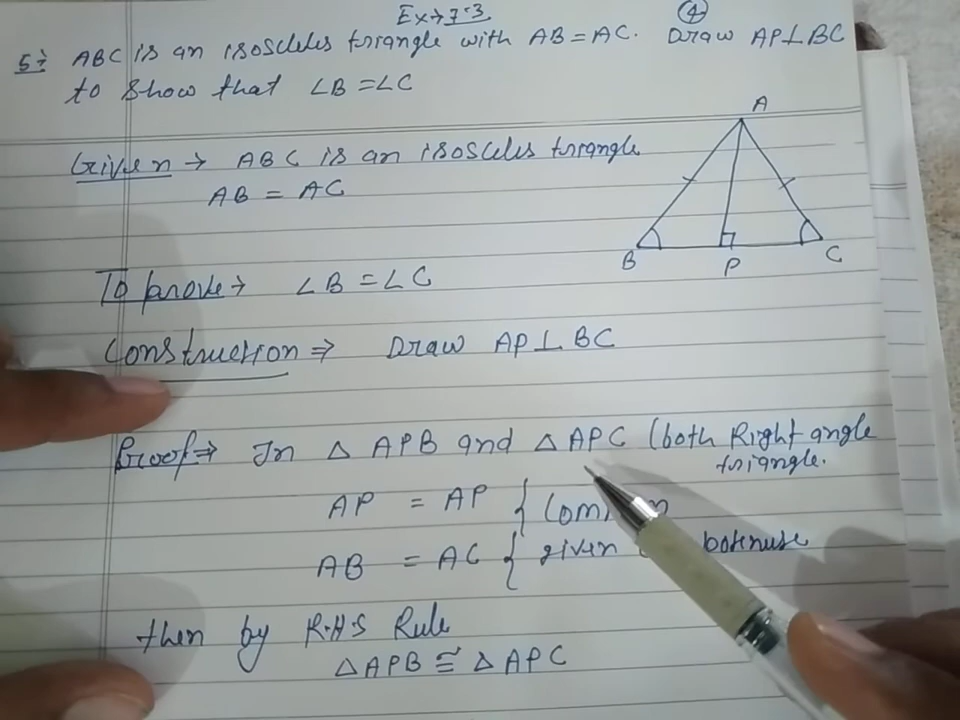 Ex→7.3
④
5→ ABC is an isosceles triangle with AB = AC. Draw AP⊥BC
to show that ∠B = ∠C
Given → ABC is an isosceles triangle
AB = AC
A
B
P
C
To prove → ∠B = ∠C
Construction ⇒ Draw AP⊥BC
Proof ⇒ In △ APB and △ APC (both Right angle
triangle.
AP = AP {
AB = AC { given
then by R.H.S Rule
△APB ≅ △APC